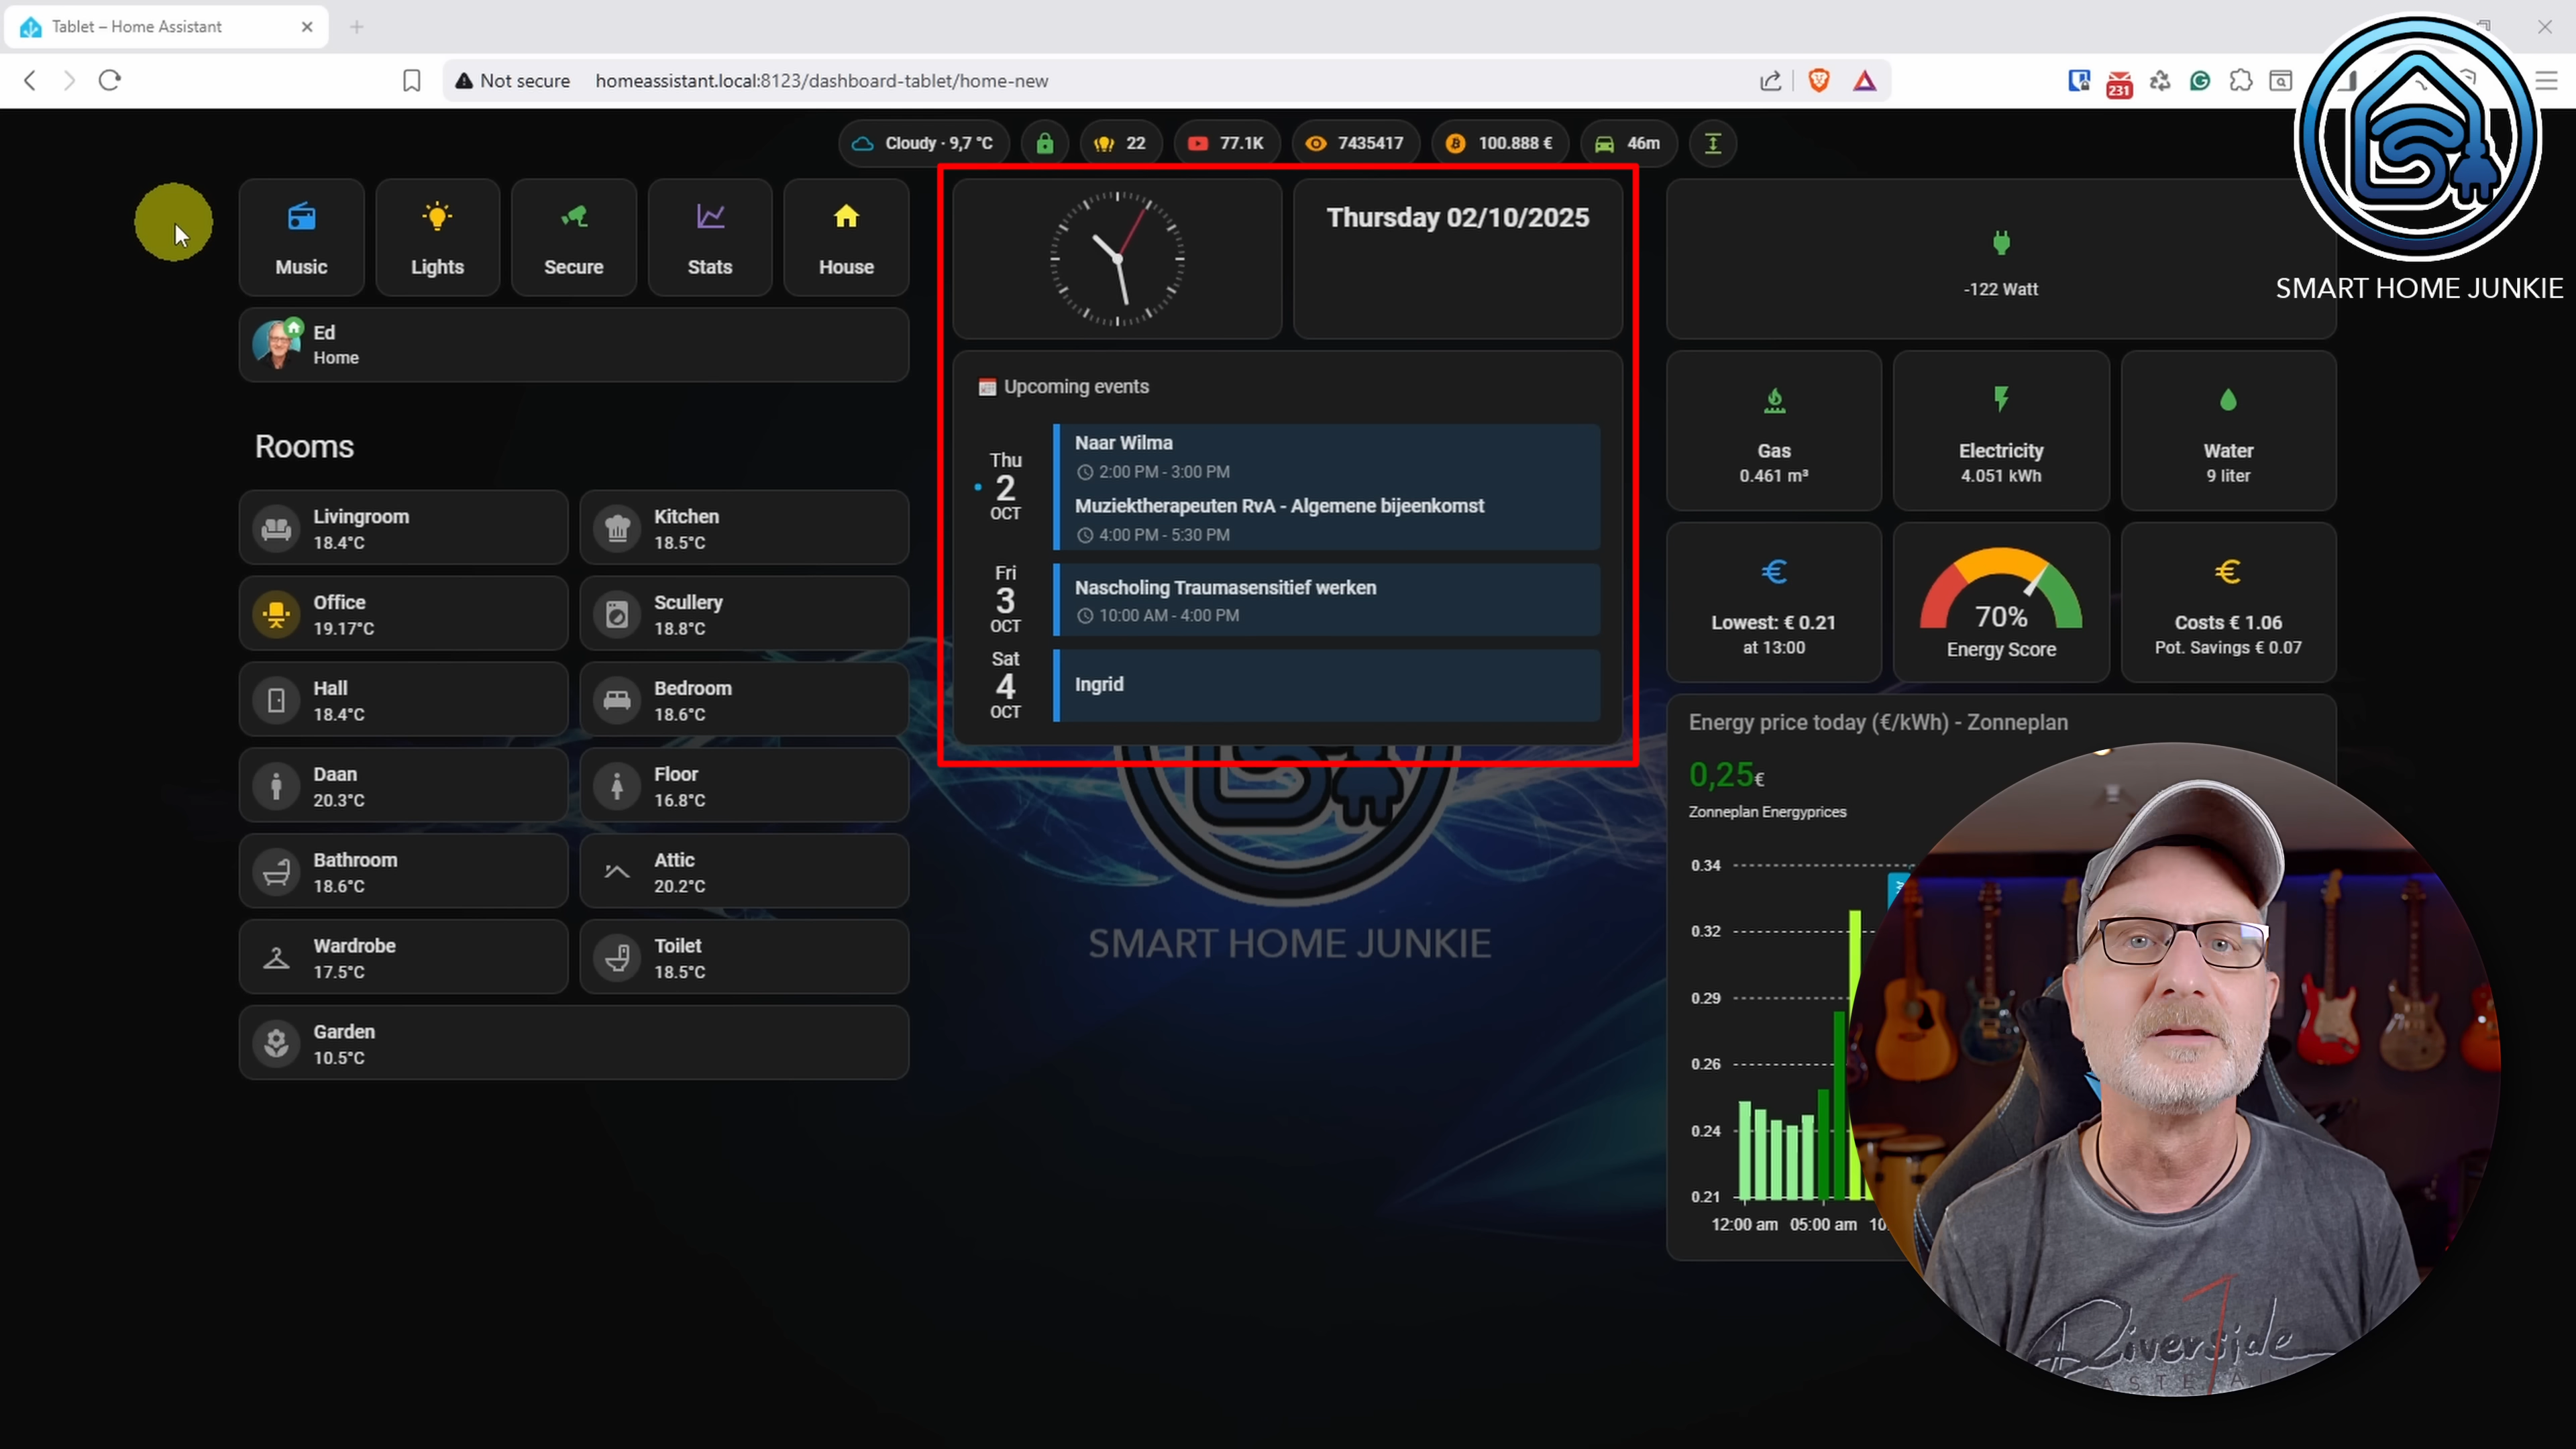 Tablet – Home Assistant
Not secure
homeassistant.local:8123/dashboard-tablet/home-new
231
SMART HOME JUNKIE
Cloudy · 9,7 °C
22
77.1K
7435417
100.888 €
46m
Music
Lights
Secure
Stats
House
Ed
Home
Rooms
Livingroom
18.4°C
Kitchen
18.5°C
Office
19.17°C
Scullery
18.8°C
Hall
18.4°C
Bedroom
18.6°C
Daan
20.3°C
Floor
16.8°C
Bathroom
18.6°C
Attic
20.2°C
Wardrobe
17.5°C
Toilet
18.5°C
Garden
10.5°C
Thursday 02/10/2025
Upcoming events
Thu
2
OCT
Naar Wilma
2:00 PM - 3:00 PM
Muziektherapeuten RvA - Algemene bijeenkomst
4:00 PM - 5:30 PM
Fri
3
OCT
Nascholing Traumasensitief werken
10:00 AM - 4:00 PM
Sat
4
OCT
Ingrid
SMART HOME JUNKIE
-122 Watt
Gas
0.461 m³
Electricity
4.051 kWh
Water
9 liter
Lowest: € 0.21
at 13:00
70%
Energy Score
Costs € 1.06
Pot. Savings € 0.07
Energy price today (€/kWh) - Zonneplan
0,25€
Zonneplan Energyprices
0.34
0.32
0.29
0.26
0.24
0.21
12:00 am
05:00 am
10:
Riverside